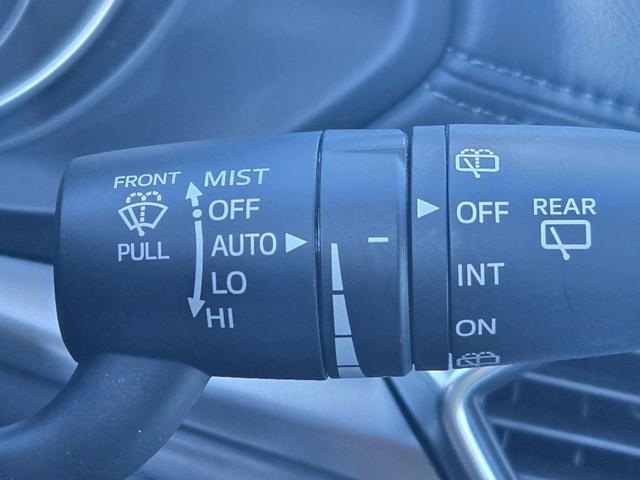 FRONT
PULL
MIST
OFF
AUTO
LO
HI
OFF
INT
ON
REAR